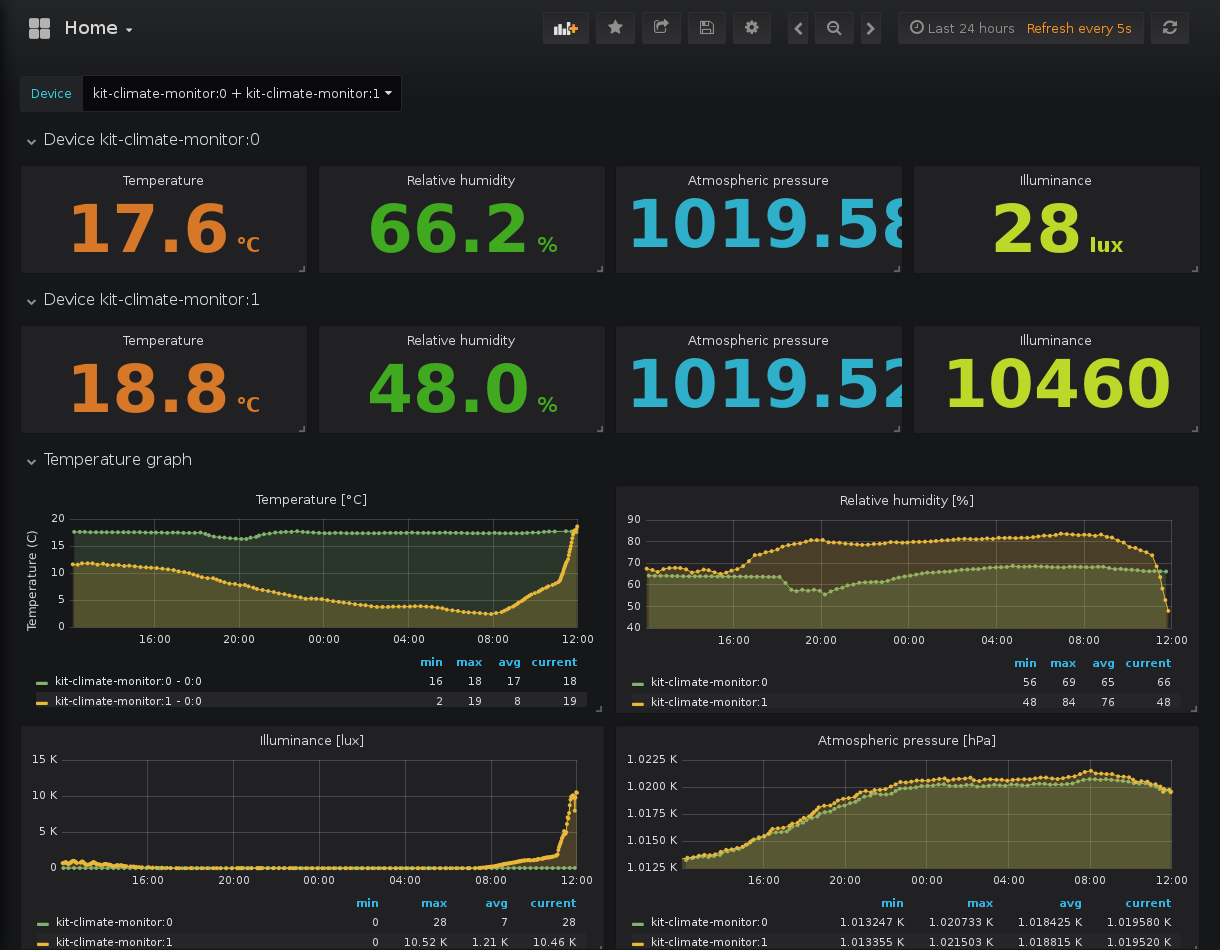 Home
Last 24 hours Refresh every 5s
Device kit-climate-monitor:0 + kit-climate-monitor:1
Device kit-climate-monitor:0
Temperature Relative humidity Atmospheric pressure Illuminance
17.6 °C 66.2 % 1019.58 28 lux
Device kit-climate-monitor:1
Temperature Relative humidity Atmospheric pressure Illuminance
18.8 °C 48.0 % 1019.52 10460
Temperature graph
Temperature [°C]
Temperature (C)
20
15
10
5
0
16:00 20:00 00:00 04:00 08:00 12:00
min max avg current
kit-climate-monitor:0 - 0:0 16 18 17 18
kit-climate-monitor:1 - 0:0 2 19 8 19
Relative humidity [%]
90
80
70
60
50
40
16:00 20:00 00:00 04:00 08:00 12:00
min max avg current
kit-climate-monitor:0 56 69 65 66
kit-climate-monitor:1 48 84 76 48
Illuminance [lux]
15 K
10 K
5 K
0
16:00 20:00 00:00 04:00 08:00 12:00
min max avg current
kit-climate-monitor:0 0 28 7 28
kit-climate-monitor:1 0 10.52 K 1.21 K 10.46 K
Atmospheric pressure [hPa]
1.0225 K
1.0200 K
1.0175 K
1.0150 K
1.0125 K
16:00 20:00 00:00 04:00 08:00 12:00
min max avg current
kit-climate-monitor:0 1.013247 K 1.020733 K 1.018425 K 1.019580 K
kit-climate-monitor:1 1.013355 K 1.021503 K 1.018815 K 1.019520 K